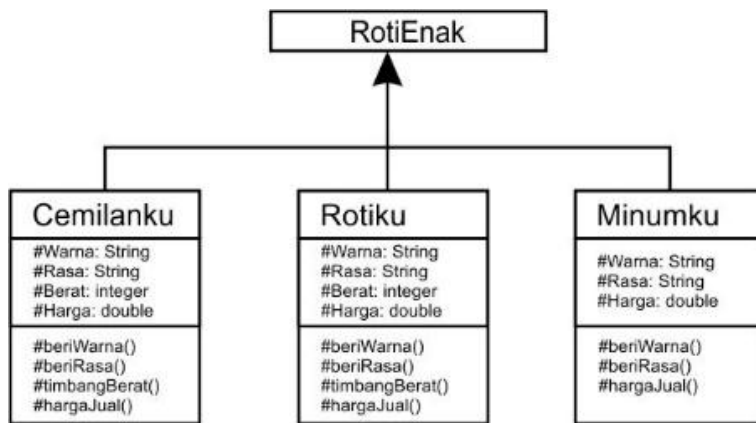 RotiEnak
Cemilanku
#Warna: String
#Rasa: String
#Berat: integer
#Harga: double
#beriWarna()
#beriRasa()
#timbangBerat()
#hargaJual()
Rotiku
#Warna: String
#Rasa: String
#Berat: integer
#Harga: double
#beriWarna()
#beriRasa()
#timbangBerat()
#hargaJual()
Minumku
#Warna: String
#Rasa: String
#Harga: double
#beriWarna()
#beriRasa()
#hargaJual()